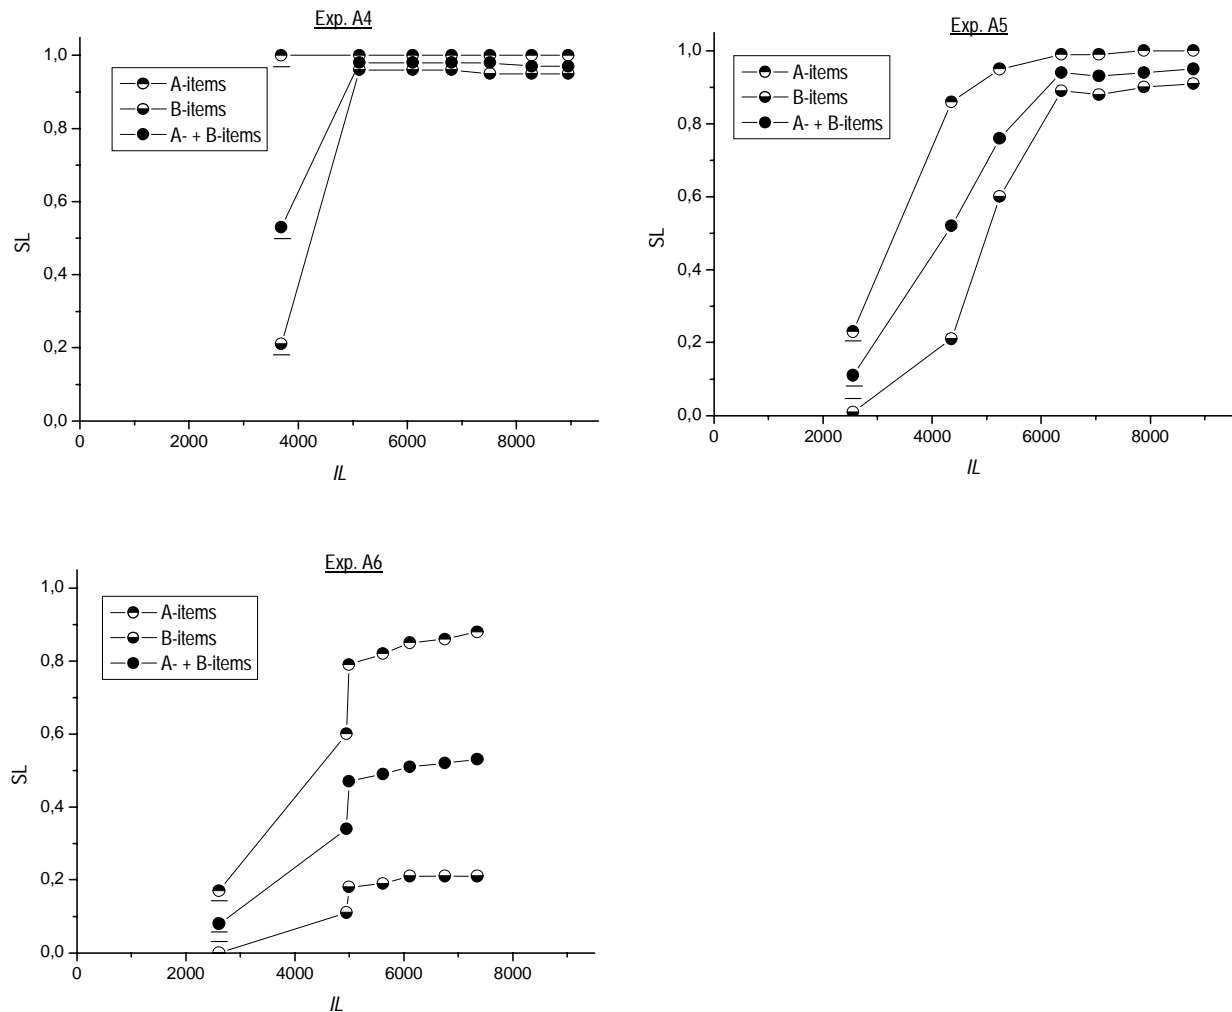 Exp. A4
1,0
0,8
0,6
0,4
0,2
0,0
SL
A-items
B-items
A- + B-items
0 2000 4000 6000 8000
IL
Exp. A5
1,0
0,8
0,6
0,4
0,2
0,0
SL
A-items
B-items
A- + B-items
0 2000 4000 6000 8000
IL
Exp. A6
1,0
0,8
0,6
0,4
0,2
0,0
SL
A-items
B-items
A- + B-items
0 2000 4000 6000 8000
IL